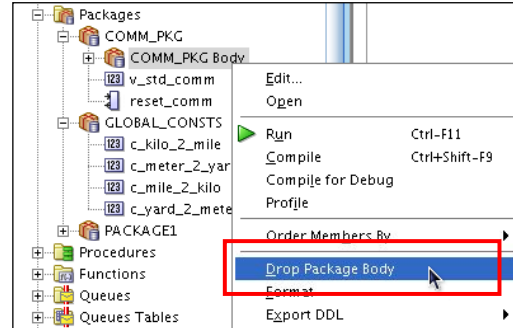 Packages
COMM_PKG
COMM_PKG Body
v_std_comm
reset_comm
GLOBAL_CONSTS
c_kilo_2_mile
c_meter_2_yar
c_mile_2_kilo
c_yard_2_mete
PACKAGE1
Procedures
Functions
Queues
Queues Tables
Edit...
Open
Run Ctrl-F11
Compile Ctrl+Shift-F9
Compile for Debug
Profile
Order Members By
Drop Package Body
Format
Export DDL